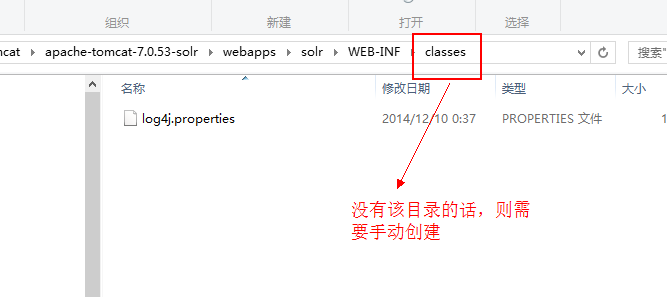 组织 新建 打开 选择
mcat › apache-tomcat-7.0.53-solr › webapps › solr › WEB-INF › classes 搜索"
名称 修改日期 类型 大小
log4j.properties 2014/12/10 0:37 PROPERTIES 文件 1
没有该目录的话，则需
要手动创建